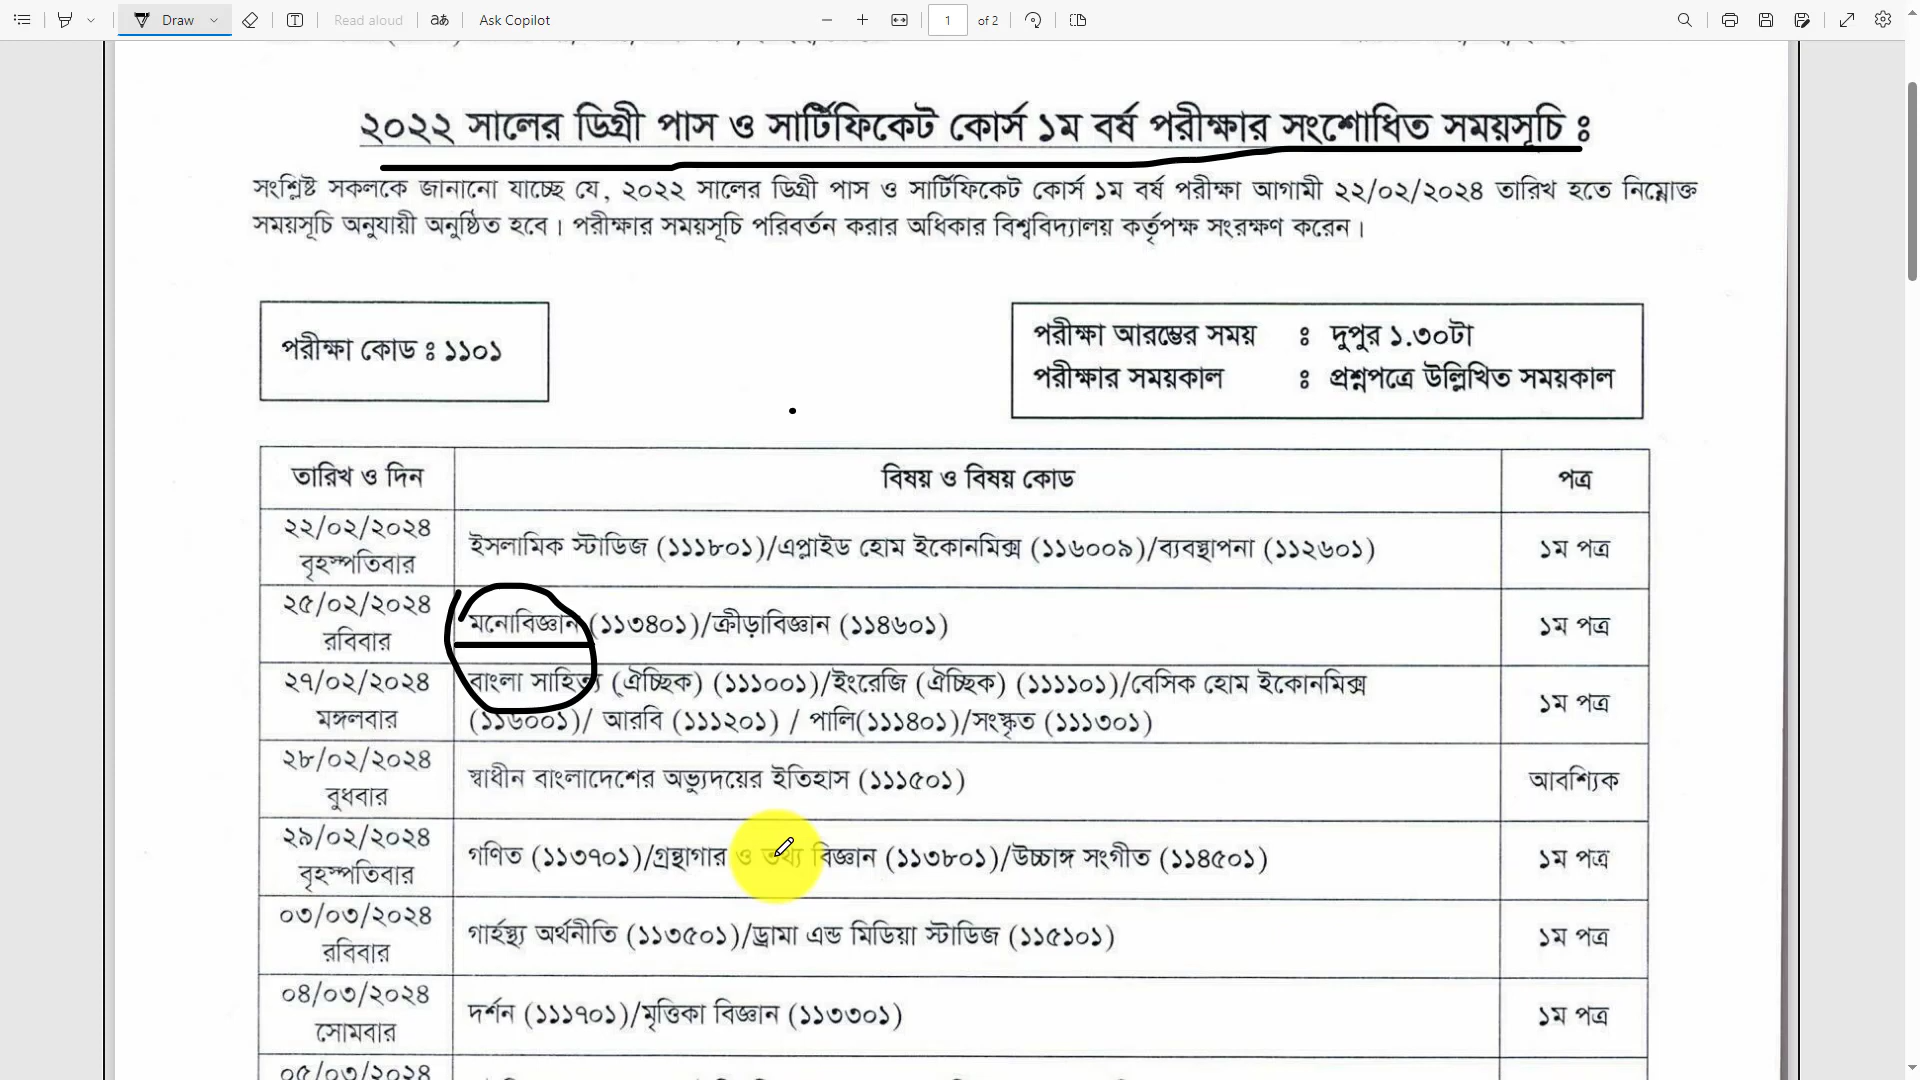 Draw
Read aloud
aあ
Ask Copilot
1
of 2
২০২২ সালের ডিগ্রী পাস ও সার্টিফিকেট কোর্স ১ম বর্ষ পরীক্ষার সংশোধিত সময়সূচি ঃ
সংশ্লিষ্ট সকলকে জানানো যাচ্ছে যে, ২০২২ সালের ডিগ্রী পাস ও সার্টিফিকেট কোর্স ১ম বর্ষ পরীক্ষা আগামী ২২/০২/২০২৪ তারিখ হতে নিম্নোক্ত
সময়সূচি অনুযায়ী অনুষ্ঠিত হবে। পরীক্ষার সময়সূচি পরিবর্তন করার অধিকার বিশ্ববিদ্যালয় কর্তৃপক্ষ সংরক্ষণ করেন।
পরীক্ষা কোড ঃ ১১০১
পরীক্ষা আরম্ভের সময় ঃ দুপুর ১.৩০টা
পরীক্ষার সময়কাল ঃ প্রশ্নপত্রে উল্লিখিত সময়কাল
তারিখ ও দিন বিষয় ও বিষয় কোড পত্র
২২/০২/২০২৪
বৃহস্পতিবার
ইসলামিক স্টাডিজ (১১১৮০১)/এপ্লাইড হোম ইকোনমিক্স (১১৬০০৯)/ব্যবস্থাপনা (১১২৬০১)
১ম পত্র
২৫/০২/২০২৪
রবিবার
মনোবিজ্ঞান (১১৩৪০১)/ক্রীড়াবিজ্ঞান (১১৪৬০১)
১ম পত্র
২৭/০২/২০২৪
মঙ্গলবার
বাংলা সাহিত্য (ঐচ্ছিক) (১১১০০১)/ইংরেজি (ঐচ্ছিক) (১১১১০১)/বেসিক হোম ইকোনমিক্স
(১১৬০০১)/ আরবি (১১১২০১) / পালি(১১১৪০১)/সংস্কৃত (১১১৩০১)
১ম পত্র
২৮/০২/২০২৪
বুধবার
স্বাধীন বাংলাদেশের অভ্যুদয়ের ইতিহাস (১১১৫০১)
আবশ্যিক
২৯/০২/২০২৪
বৃহস্পতিবার
গণিত (১১৩৭০১)/গ্রন্থাগার ও তথ্য বিজ্ঞান (১১৩৮০১)/উচ্চাঙ্গ সংগীত (১১৪৫০১)
১ম পত্র
০৩/০৩/২০২৪
রবিবার
গার্হস্থ্য অর্থনীতি (১১৩৫০১)/ড্রামা এন্ড মিডিয়া স্টাডিজ (১১৫১০১)
১ম পত্র
০৪/০৩/২০২৪
সোমবার
দর্শন (১১১৭০১)/মৃত্তিকা বিজ্ঞান (১১৩৩০১)
১ম পত্র
০৫/০৩/২০২৪